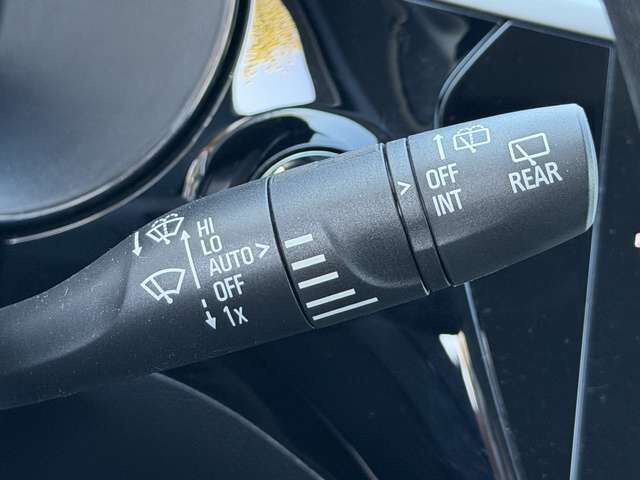 HI
LO
AUTO
OFF
1x
OFF
INT
REAR